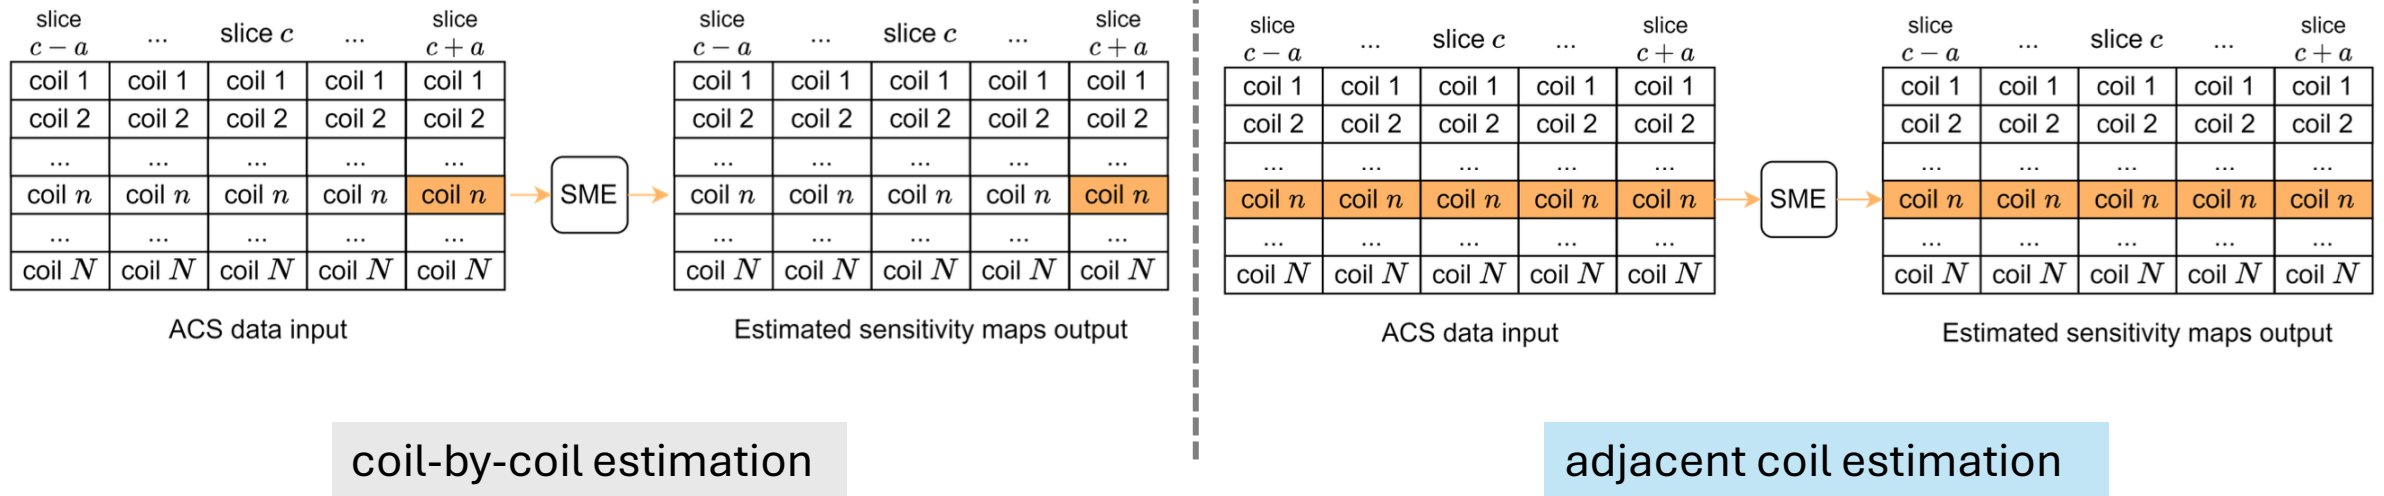 slice
c − a
...
slice c
...
slice
c + a
coil 1 coil 1 coil 1 coil 1 coil 1
coil 2 coil 2 coil 2 coil 2 coil 2
... ... ... ... ...
coil n coil n coil n coil n coil n
... ... ... ... ...
coil N coil N coil N coil N coil N
ACS data input
SME
slice
c − a
...
slice c
...
slice
c + a
coil 1 coil 1 coil 1 coil 1 coil 1
coil 2 coil 2 coil 2 coil 2 coil 2
... ... ... ... ...
coil n coil n coil n coil n coil n
... ... ... ... ...
coil N coil N coil N coil N coil N
Estimated sensitivity maps output
coil-by-coil estimation
slice
c − a
...
slice c
...
slice
c + a
coil 1 coil 1 coil 1 coil 1 coil 1
coil 2 coil 2 coil 2 coil 2 coil 2
... ... ... ... ...
coil n coil n coil n coil n coil n
... ... ... ... ...
coil N coil N coil N coil N coil N
ACS data input
SME
slice
c − a
...
slice c
...
slice
c + a
coil 1 coil 1 coil 1 coil 1 coil 1
coil 2 coil 2 coil 2 coil 2 coil 2
... ... ... ... ...
coil n coil n coil n coil n coil n
... ... ... ... ...
coil N coil N coil N coil N coil N
Estimated sensitivity maps output
adjacent coil estimation